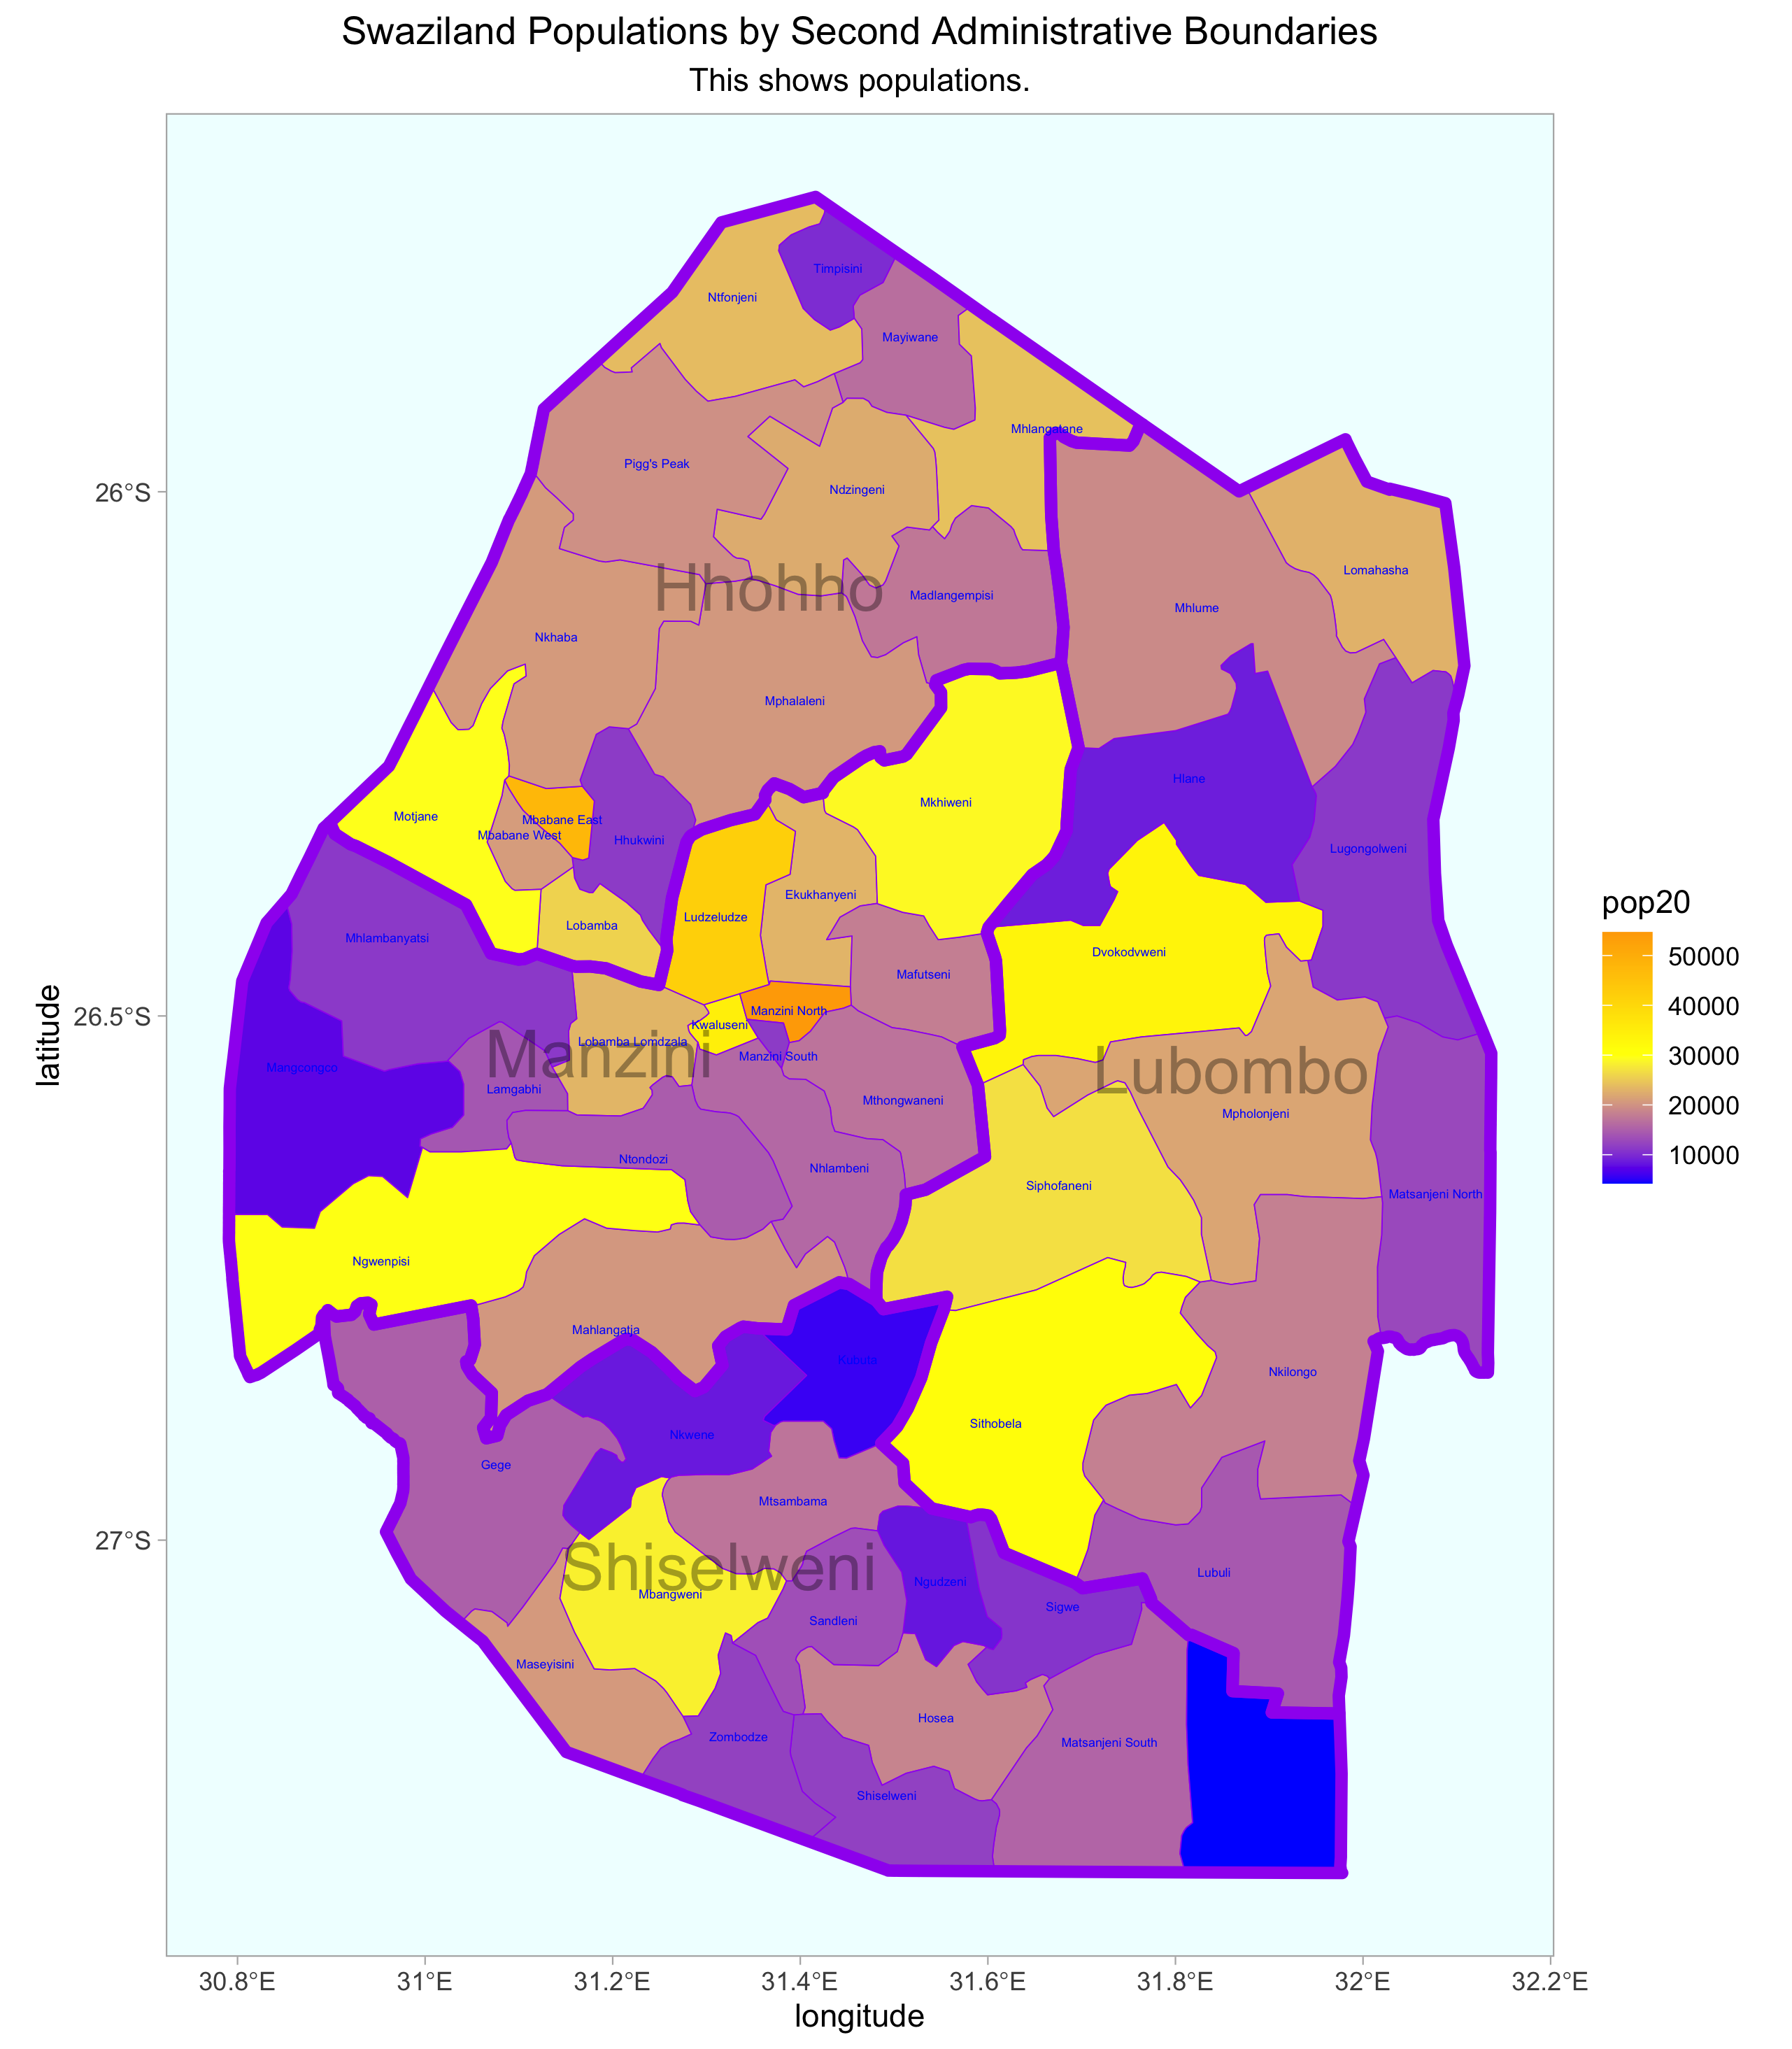 Swaziland Populations by Second Administrative Boundaries
This shows populations.
Timpisini
Ntfonjeni
Mayiwane
Mhlangatane
Pigg's Peak
Ndzingeni
Lomahasha
Hhohho
Madlangempisi
Mhlume
Nkhaba
Mphalaleni
Hlane
Mkhiweni
Motjane
Mbabane East
Mbabane West
Hhukwini
Lugongolweni
Ekukhanyeni
Ludzeludze
Lobamba
Mhlambanyatsi
Dvokodvweni
Mafutseni
Manzini North
Kwaluseni
Lobamba Lomdzala
Manzini
Manzini South
Mangcongco
Lubombo
Lamgabhi
Mthongwaneni
Mpholonjeni
Ntondozi
Nhlambeni
Siphofaneni
Matsanjeni North
Ngwenpisi
Mahlangatja
Kubuta
Nkilongo
Sithobela
Nkwene
Gege
Mtsambama
Shiselweni
Lubuli
Ngudzeni
Mbangweni
Sigwe
Sandleni
Maseyisini
Hosea
Zombodze
Matsanjeni South
Shiselweni
26°S
26.5°S
27°S
latitude
30.8°E 31°E 31.2°E 31.4°E 31.6°E 31.8°E 32°E 32.2°E
longitude
pop20
50000
40000
30000
20000
10000